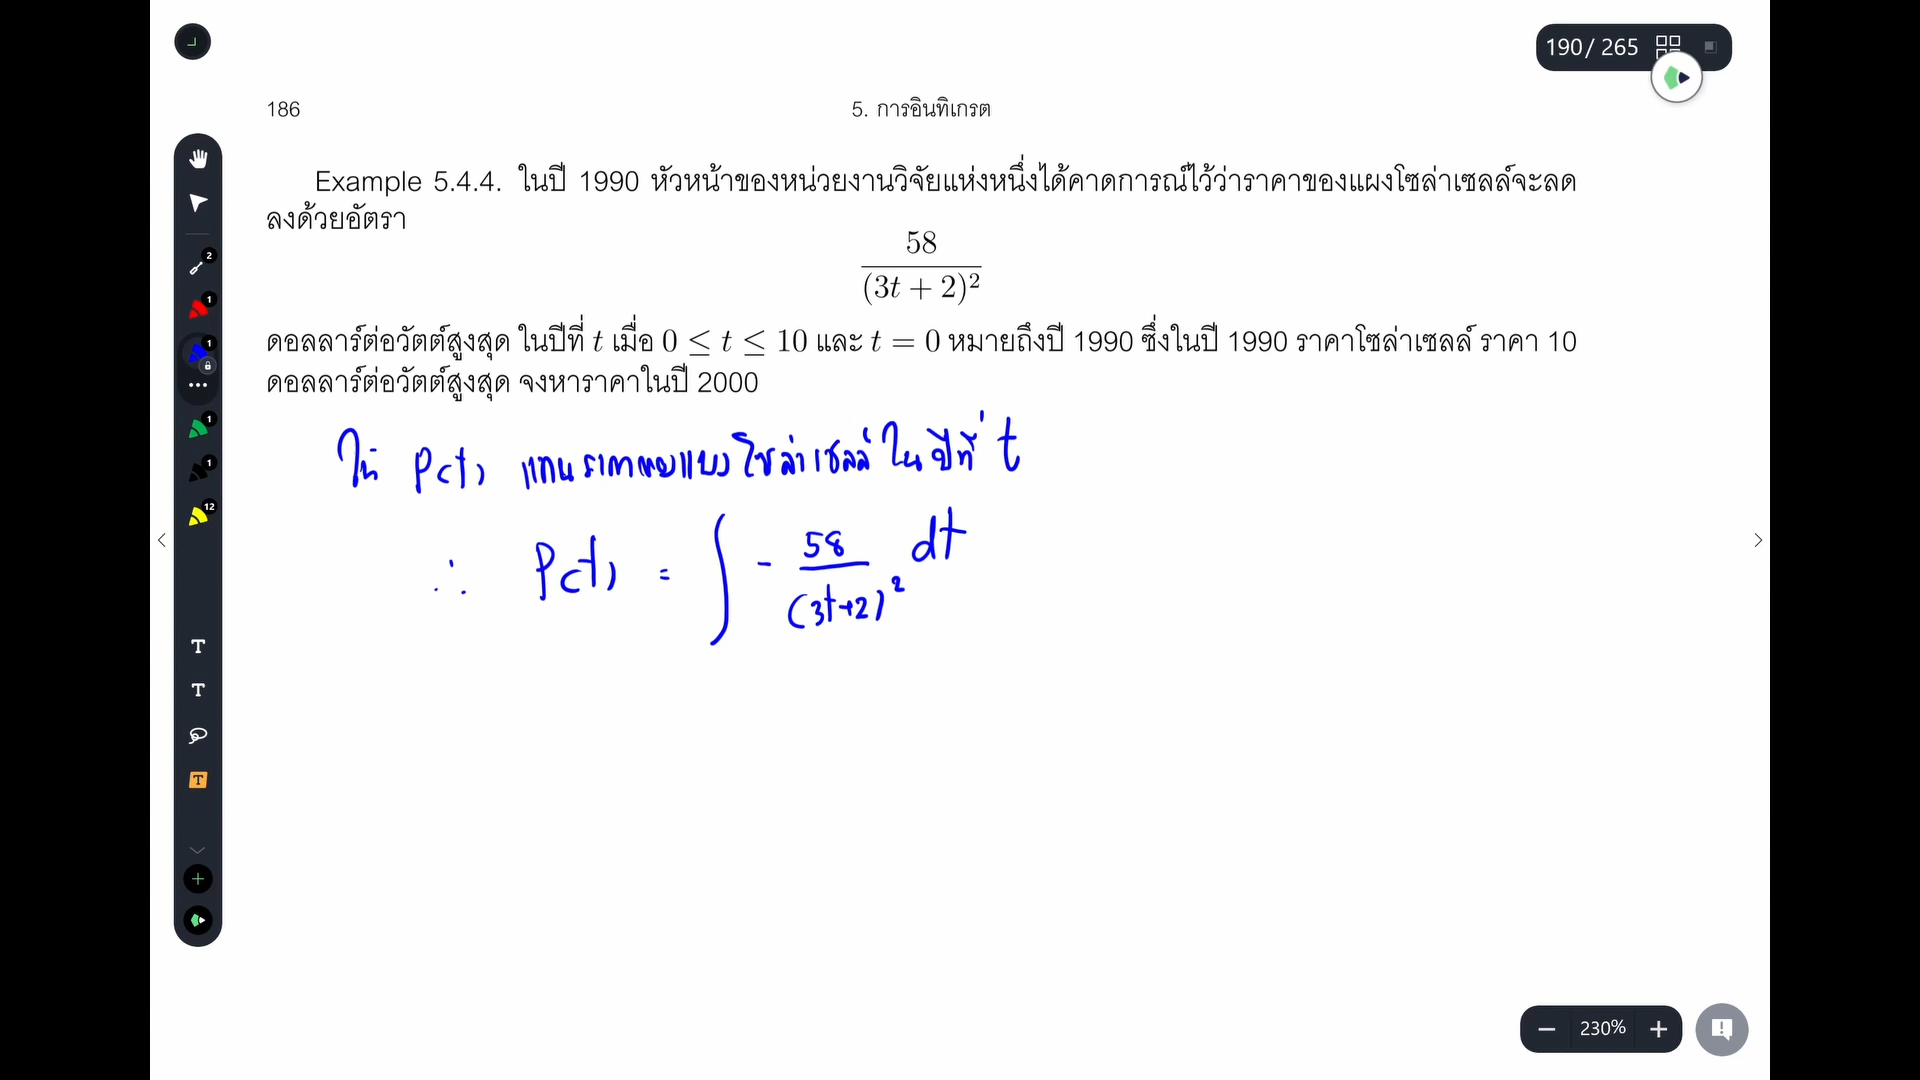 190 / 265
186
5. การอินทิเกรต
Example 5.4.4. ในปี 1990 หัวหน้าของหน่วยงานวิจัยแห่งหนึ่งได้คาดการณ์ไว้ว่าราคาของแผงโซล่าเซลล์จะลด
ลงด้วยอัตรา
58
(3t + 2)²
ดอลลาร์ต่อวัตต์สูงสุด ในปีที่ t เมื่อ 0 ≤ t ≤ 10 และ t = 0 หมายถึงปี 1990 ซึ่งในปี 1990 ราคาโซล่าเซลล์ ราคา 10
ดอลลาร์ต่อวัตต์สูงสุด จงหาราคาในปี 2000
ให้ P(t) แทนราคาของแผงโซล่าเซลล์ในปีที่ t
∴ P(t) = ∫ - 58 dt
(3t+2)²
2
1
1
1
1
12
T
T
T
230%